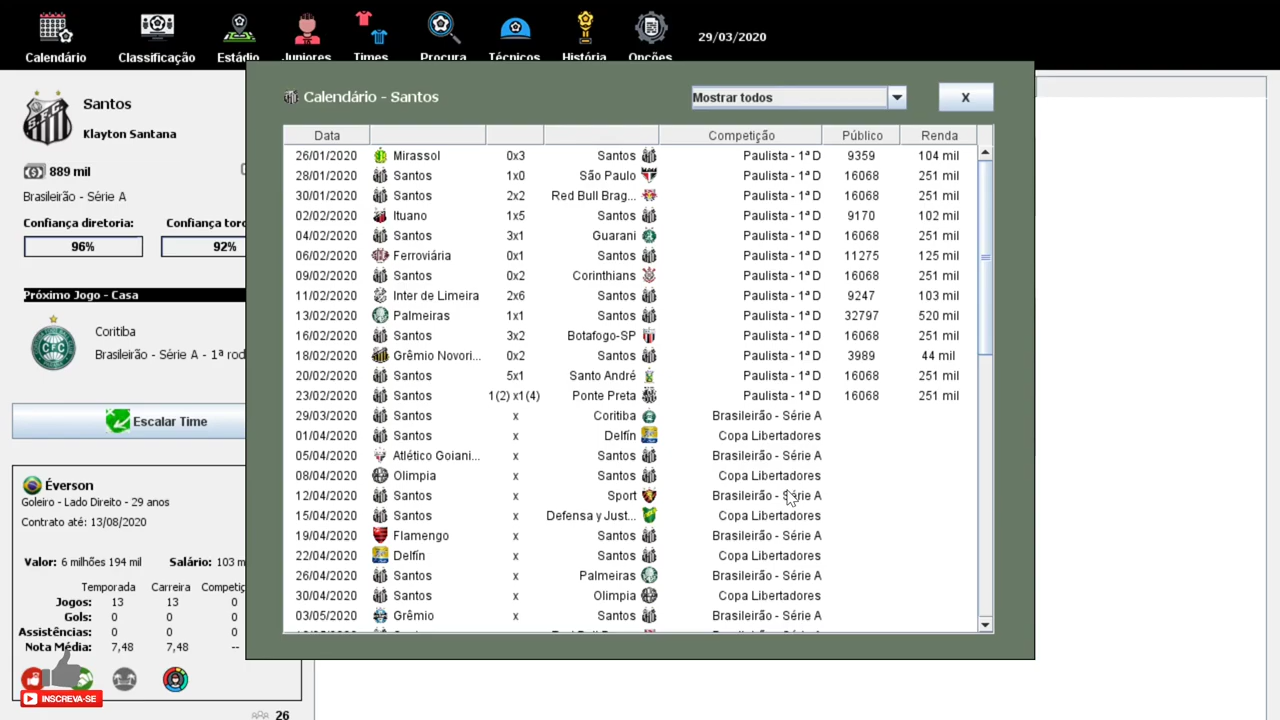 Calendário Classificação Estádio Juniores Times Procura Técnicos História Opções 29/03/2020
Santos
Klayton Santana
889 mil
Brasileirão - Série A
Confiança diretoria: Confiança torc
96% 92%
Próximo Jogo - Casa
Coritiba
Brasileirão - Série A - 1ª rod
Escalar Time
Éverson
Goleiro - Lado Direito - 29 anos
Contrato até: 13/08/2020
Valor: 6 milhões 194 mil Salário: 103 m
Temporada Carreira Competiç
Jogos: 13 13 0
Gols: 0 0 0
Assistências: 0 0 0
Nota Média: 7,48 7,48 --
INSCREVA-SE
26
Calendário - Santos Mostrar todos X
Data Competição Público Renda
26/01/2020 Mirassol 0x3 Santos Paulista - 1ª D 9359 104 mil
28/01/2020 Santos 1x0 São Paulo Paulista - 1ª D 16068 251 mil
30/01/2020 Santos 2x2 Red Bull Brag... Paulista - 1ª D 16068 251 mil
02/02/2020 Ituano 1x5 Santos Paulista - 1ª D 9170 102 mil
04/02/2020 Santos 3x1 Guarani Paulista - 1ª D 16068 251 mil
06/02/2020 Ferroviária 0x1 Santos Paulista - 1ª D 11275 125 mil
09/02/2020 Santos 0x2 Corinthians Paulista - 1ª D 16068 251 mil
11/02/2020 Inter de Limeira 2x6 Santos Paulista - 1ª D 9247 103 mil
13/02/2020 Palmeiras 1x1 Santos Paulista - 1ª D 32797 520 mil
16/02/2020 Santos 3x2 Botafogo-SP Paulista - 1ª D 16068 251 mil
18/02/2020 Grêmio Novori... 0x2 Santos Paulista - 1ª D 3989 44 mil
20/02/2020 Santos 5x1 Santo André Paulista - 1ª D 16068 251 mil
23/02/2020 Santos 1(2) x1(4) Ponte Preta Paulista - 1ª D 16068 251 mil
29/03/2020 Santos x Coritiba Brasileirão - Série A
01/04/2020 Santos x Delfín Copa Libertadores
05/04/2020 Atlético Goiani... x Santos Brasileirão - Série A
08/04/2020 Olimpia x Santos Copa Libertadores
12/04/2020 Santos x Sport Brasileirão - Série A
15/04/2020 Santos x Defensa y Just... Copa Libertadores
19/04/2020 Flamengo x Santos Brasileirão - Série A
22/04/2020 Delfín x Santos Copa Libertadores
26/04/2020 Santos x Palmeiras Brasileirão - Série A
30/04/2020 Santos x Olimpia Copa Libertadores
03/05/2020 Grêmio x Santos Brasileirão - Série A